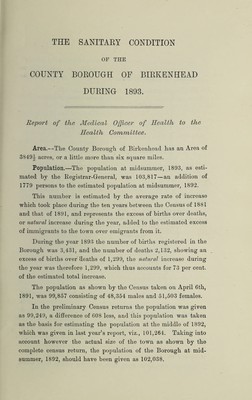 THE SANITARY CONDITION
OF THE
COUNTY BOROUGH OF BIRKENHEAD
DURING 1893.
Report of the Medical Officer of Health to the
Health Committee.
Area.--The County Borough of Birkenhead has an Area of
3849½ acres, or a little more than six square miles.
Population.—The population at midsummer, 1893, as esti-
mated by the Registrar-General, was 103,817—an addition of
1779 persons to the estimated population at midsummer, 1892.
This number is estimated by the average rate of increase
which took place during the ten years between the Census of 1881
and that of 1891, and represents the excess of births over deaths,
or natural increase during the year, added to the estimated excess
of immigrants to the town over emigrants from it.
During the year 1893 the number of births registered in the
Borough was 3,431, and the number of deaths 2,132, showing an
excess of births over deaths of 1,299, the natural increase during
the year was therefore 1,299, which thus accounts for 73 per cent.
of the estimated total increase.
The population as shown by the Census taken on April 6th,
1891, was 99,857 consisting of 48,354 males and 51,503 females.
In the preliminary Census returns the population was given
as 99,249, a difference of 608 less, and this population was taken
as the basis for estimating the population at the middle of 1892,
which was given in last year's report, viz., 101,264. Taking into
account however the actual size of the town as shown by the
complete census return, the population of the Borough at mid-
summer, 1892, should have been given as 102,038.